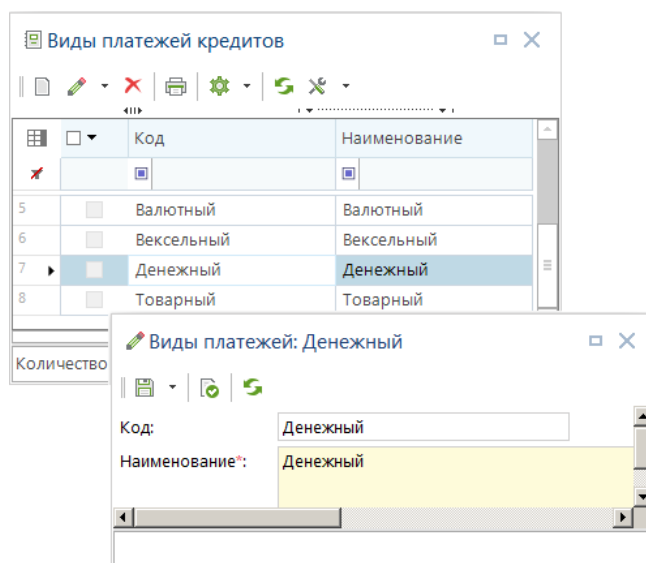 Виды платежей кредитов
Код Наименование
5 Валютный Валютный
6 Вексельный Вексельный
7 Денежный Денежный
8 Товарный Товарный
Количество
Виды платежей: Денежный
Код: Денежный
Наименование*: Денежный